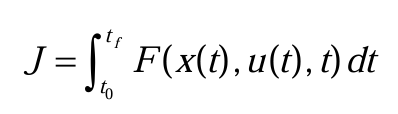 J = ∫_{t_0}^{t_f} F(x(t), u(t), t) dt